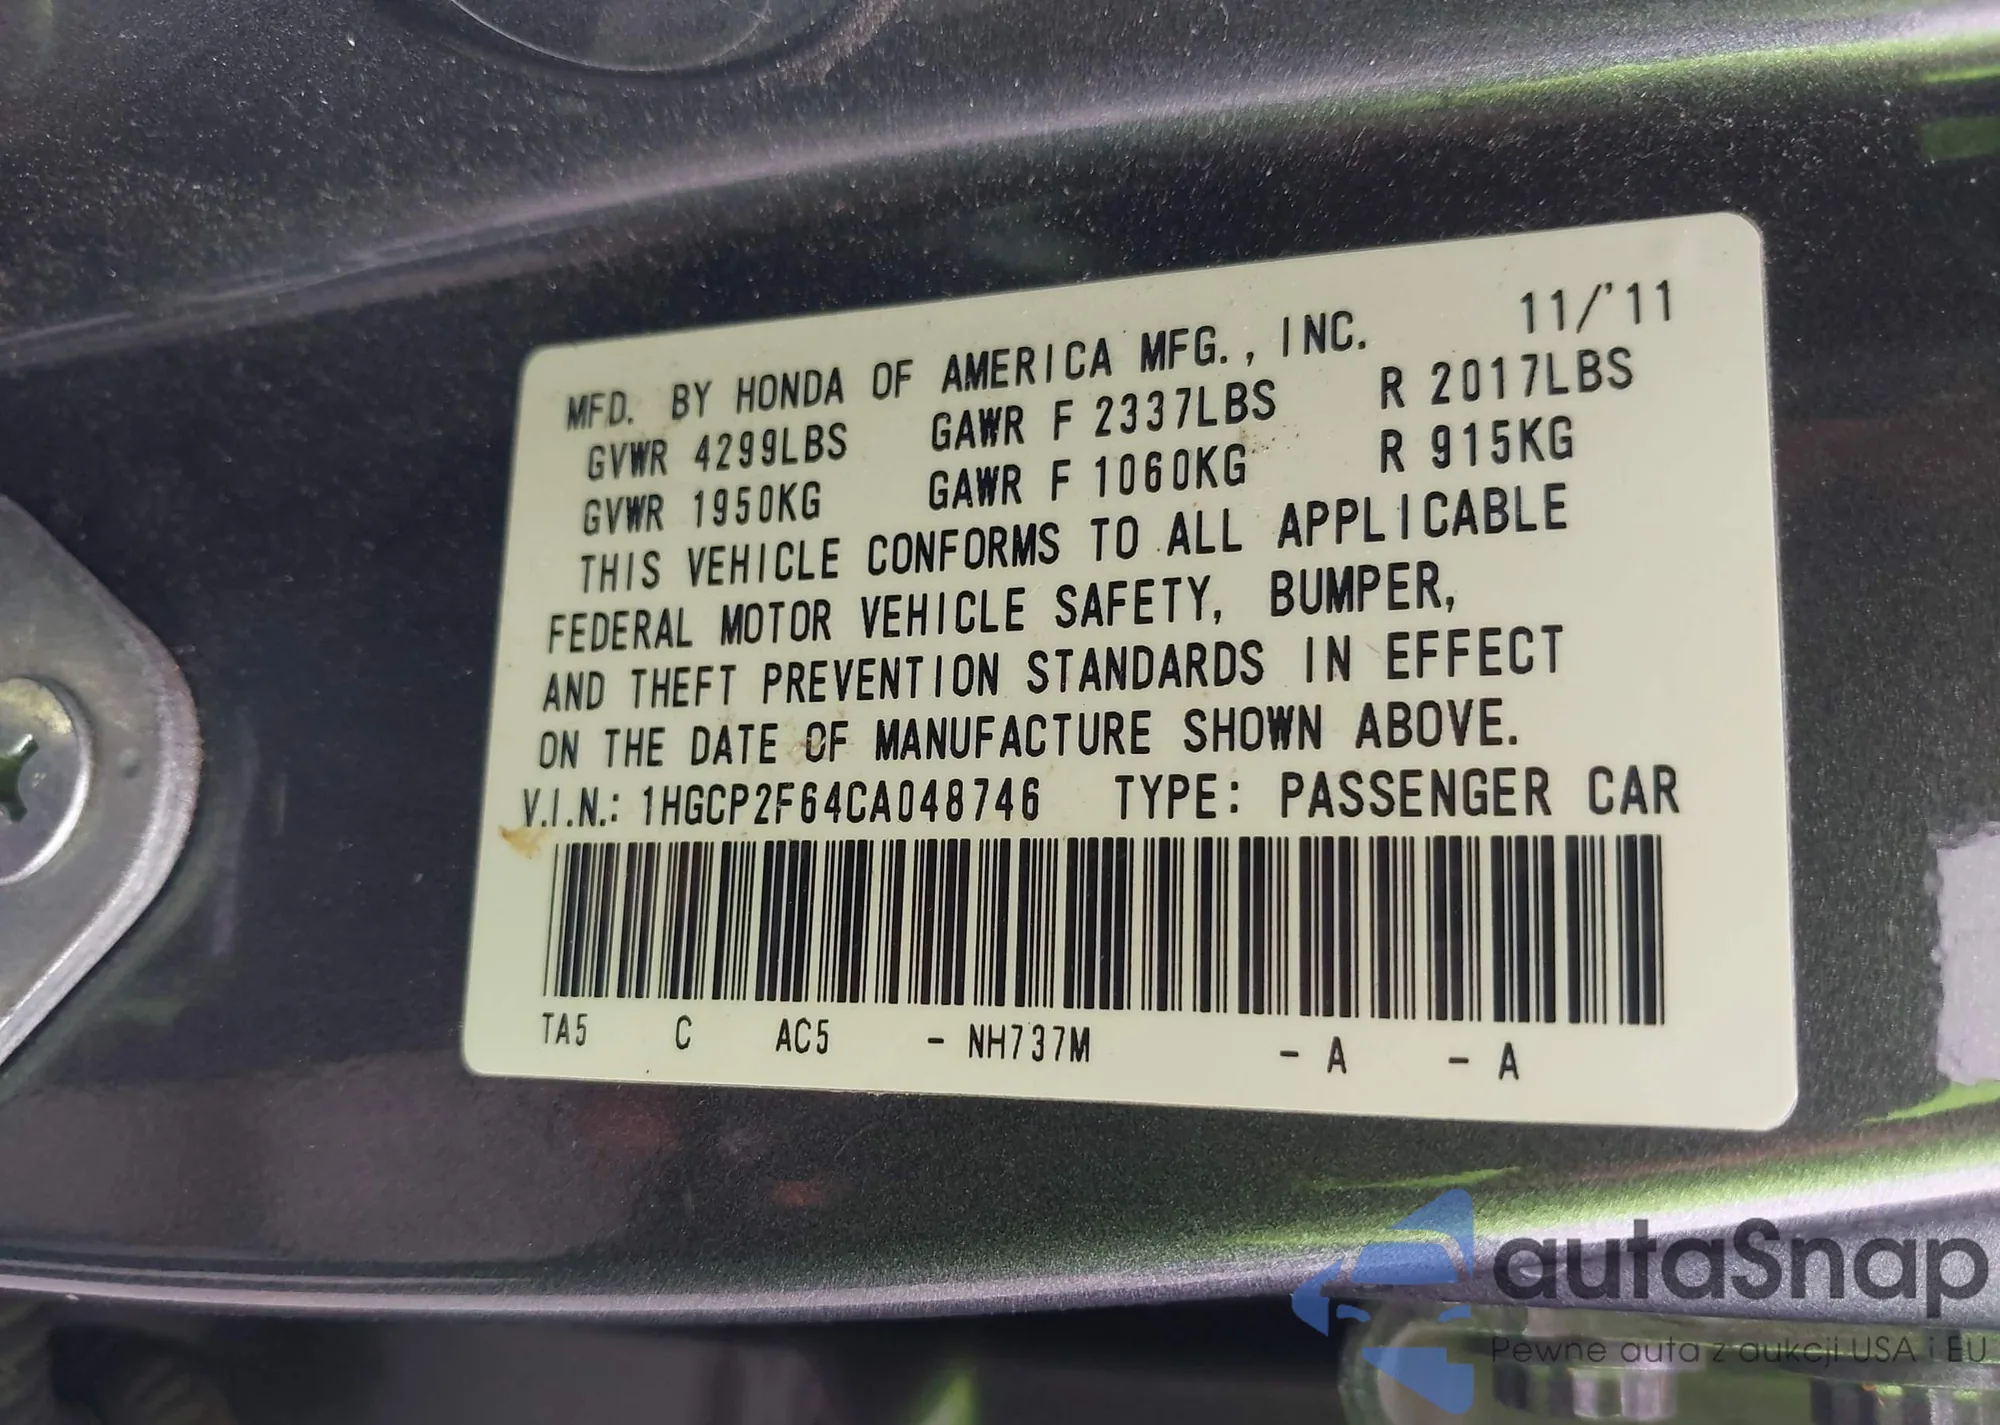 MFD. BY HONDA OF AMERICA MFG., INC. 11/'11
GVWR 4299LBS GAWR F 2337LBS R 2017LBS
GVWR 1950KG GAWR F 1060KG R 915KG
THIS VEHICLE CONFORMS TO ALL APPLICABLE
FEDERAL MOTOR VEHICLE SAFETY, BUMPER,
AND THEFT PREVENTION STANDARDS IN EFFECT
ON THE DATE OF MANUFACTURE SHOWN ABOVE.
V.I.N.: 1HGCP2F64CA048746 TYPE: PASSENGER CAR
TA5 C AC5 - NH737M - A - A
autaSnap
Pewne auta z aukcji USA i EU